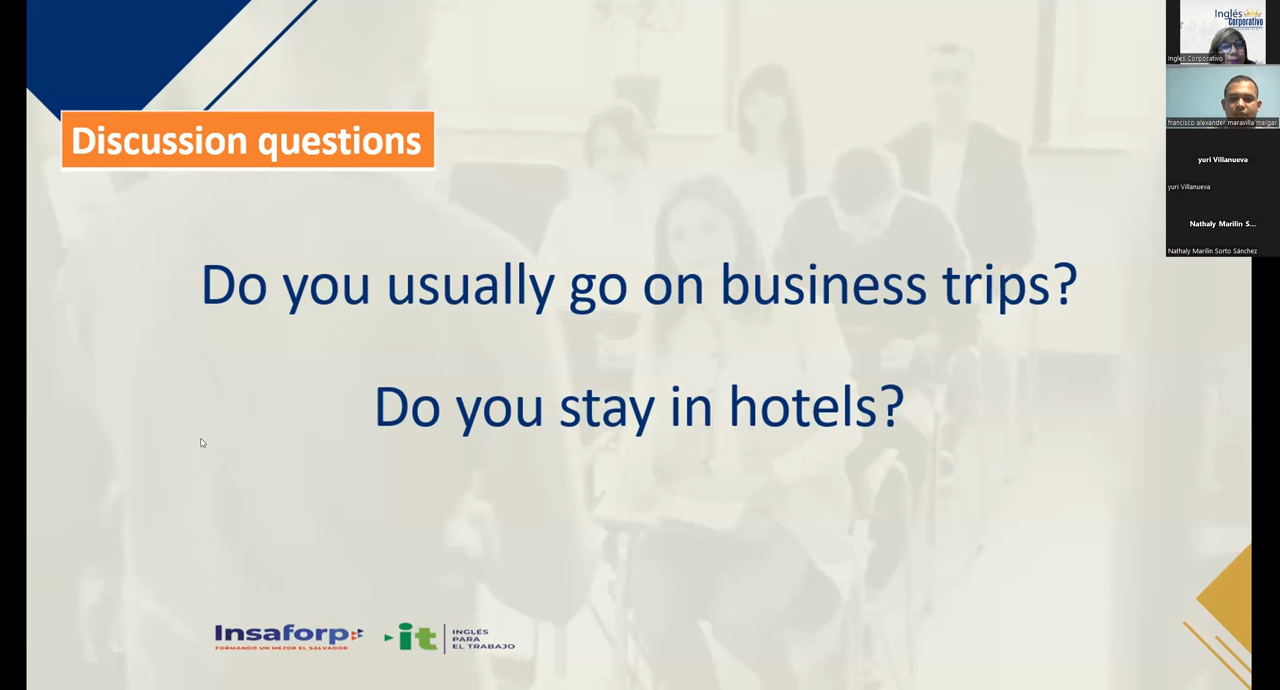 Discussion questions
Do you usually go on business trips?
Do you stay in hotels?
Insaforp
FORMANDO UN MEJOR EL SALVADOR
it
INGLES
PARA
EL TRABAJO
Inglés
Corporativo
Inglés Corporativo
francisco alexander maravilla melgar
yuri Villanueva
yuri Villanueva
Nathaly Marilin S...
Nathaly Marilin Sorto Sánchez